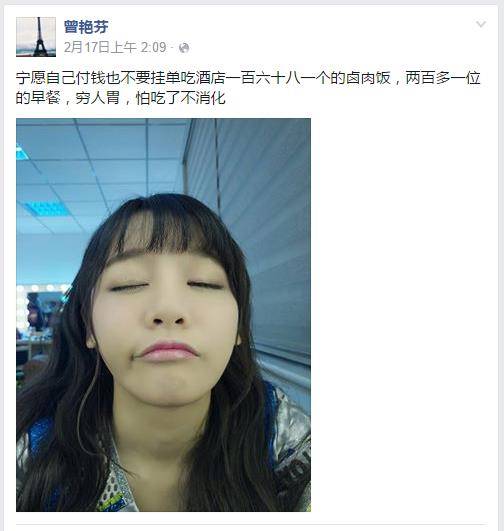 曾艳芬
2月17日上午 2:09 ·
宁愿自己付钱也不要挂单吃酒店一百六十八一个的卤肉饭，两百多一位
的早餐，穷人胃，怕吃了不消化